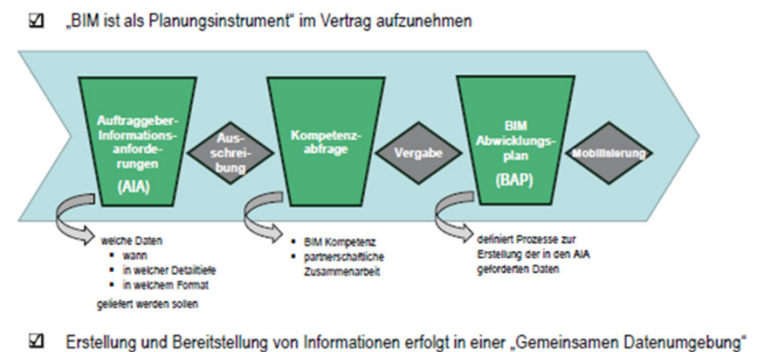 „BIM ist als Planungsinstrument“ im Vertrag aufzunehmen
Auftraggeber-
Informations-
anforde-
rungen
(AIA)
Aus-
schrei-
bung
Kompetenz-
abfrage
Vergabe
BIM
Abwicklungs-
plan
(BAP)
Mobilisierung
welche Daten
▪ wann
▪ in welcher Detailtiefe
▪ in welchem Format
geliefert werden sollen
▪ BIM Kompetenz
▪ partnerschaftliche
Zusammenarbeit
definiert Prozesse zur
Erstellung der in den AIA
geforderten Daten
Erstellung und Bereitstellung von Informationen erfolgt in einer „Gemeinsamen Datenumgebung“